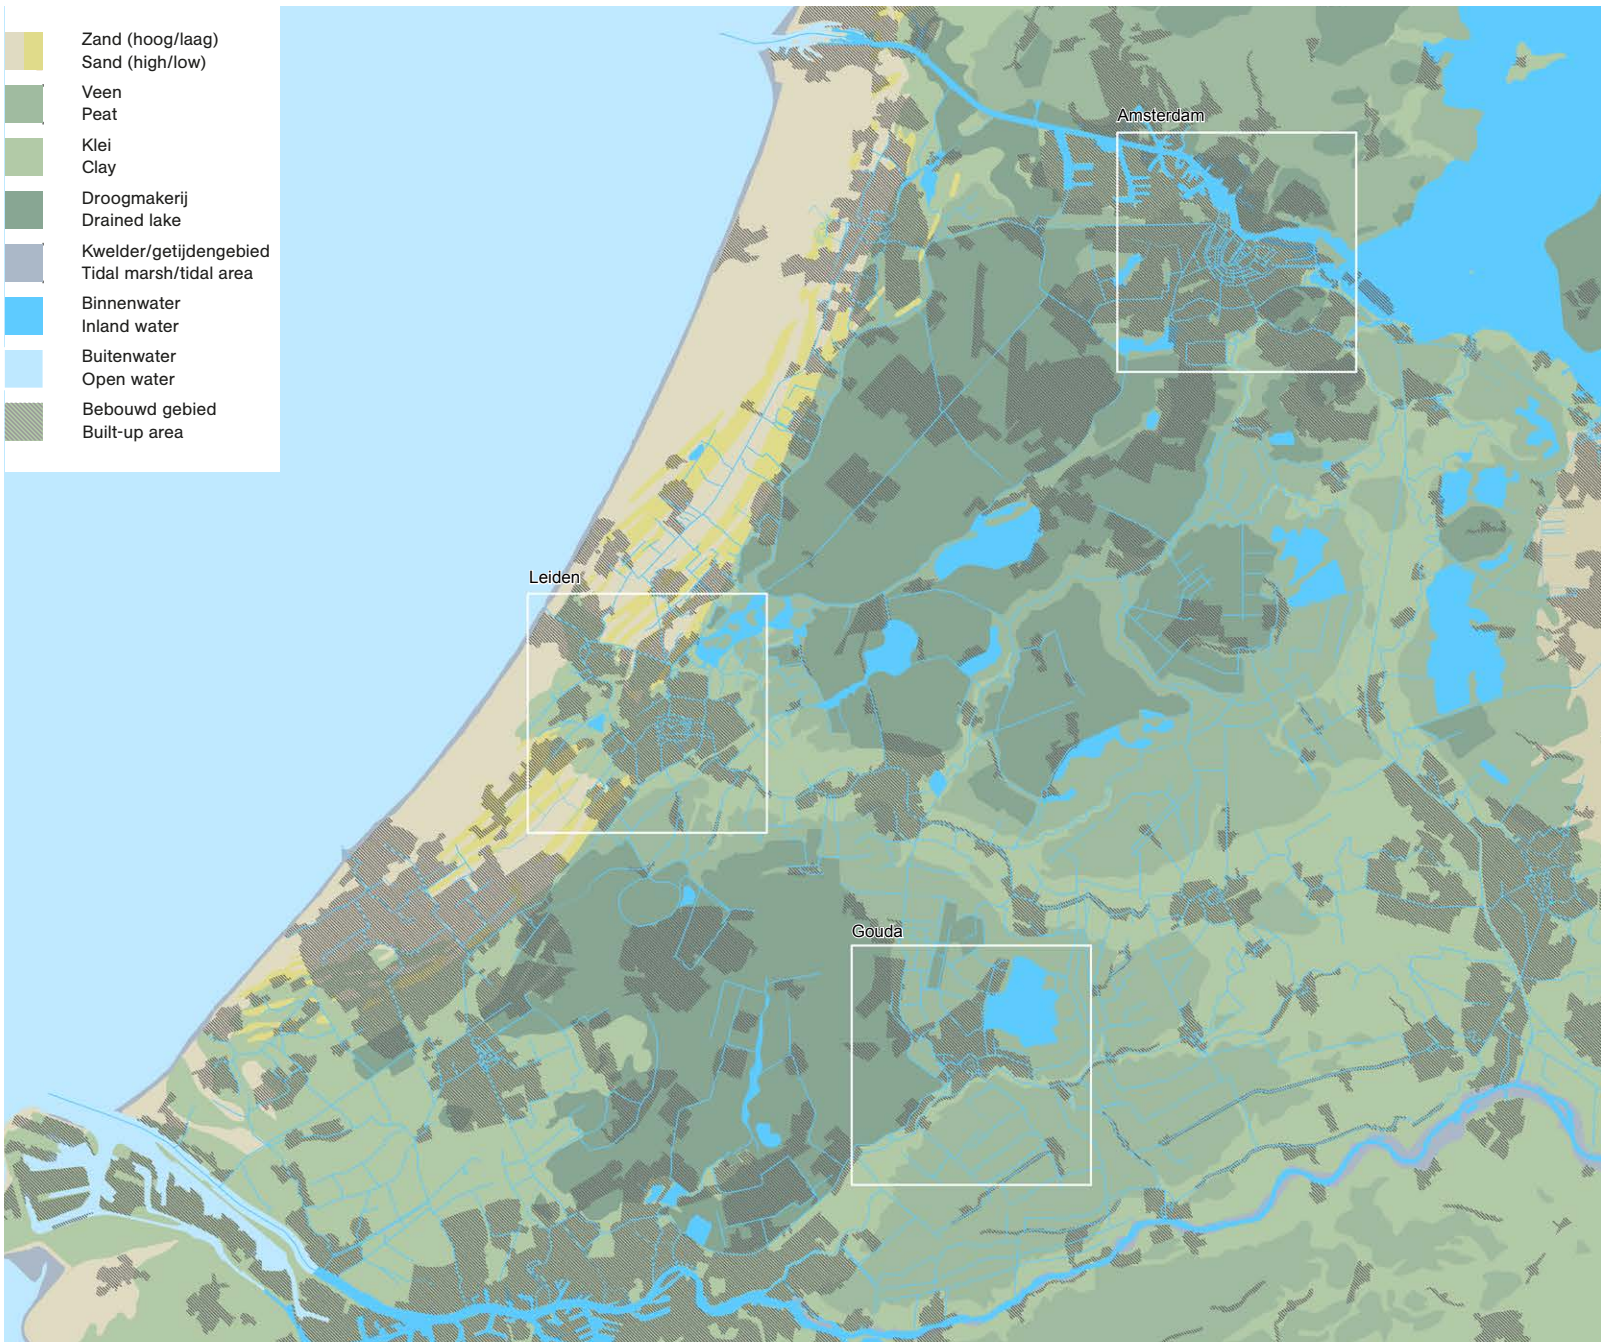 Zand (hoog/laag)
Sand (high/low)
Veen
Peat
Klei
Clay
Droogmakerij
Drained lake
Kwelder/getijdengebied
Tidal marsh/tidal area
Binnenwater
Inland water
Buitenwater
Open water
Bebouwd gebied
Built-up area
Amsterdam
Leiden
Gouda